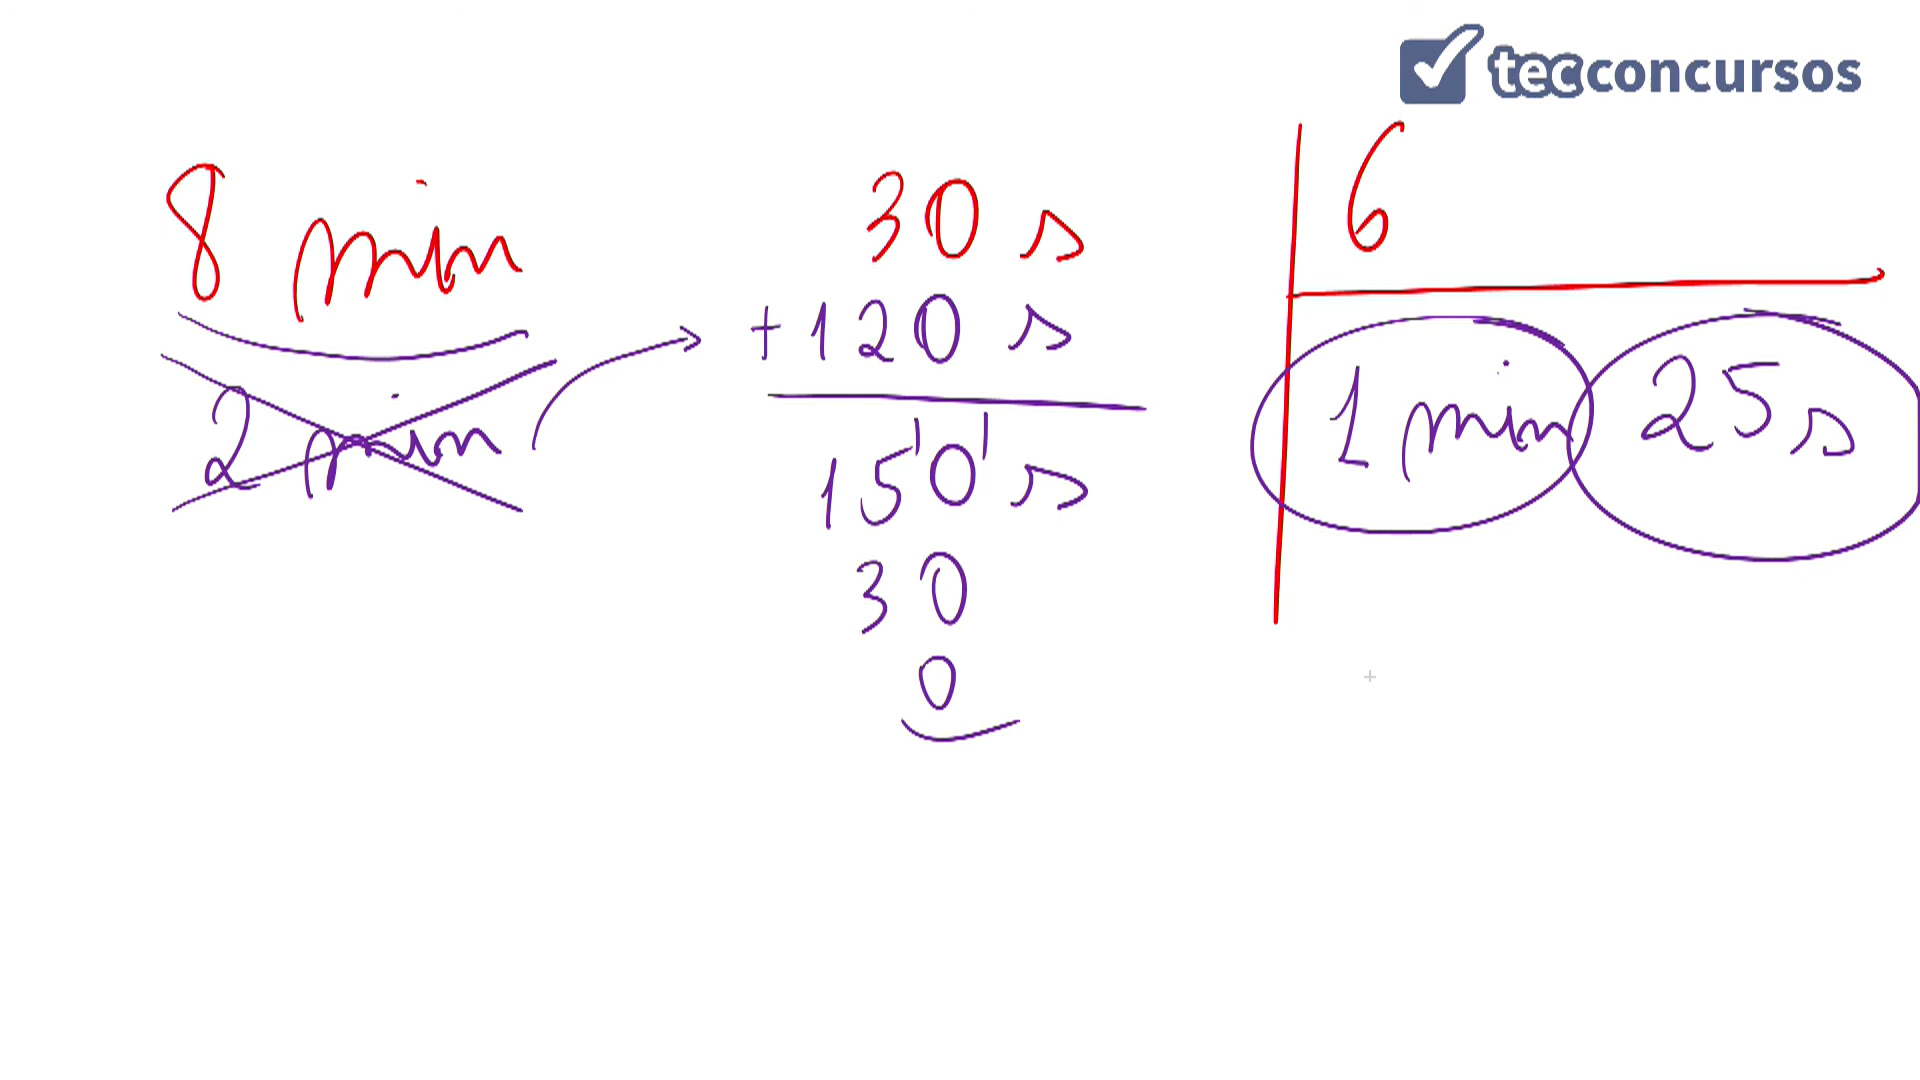 tecconcursos
8 min 30 s 6
+120 s
2 min 1 min 25 s
150 s
30
0